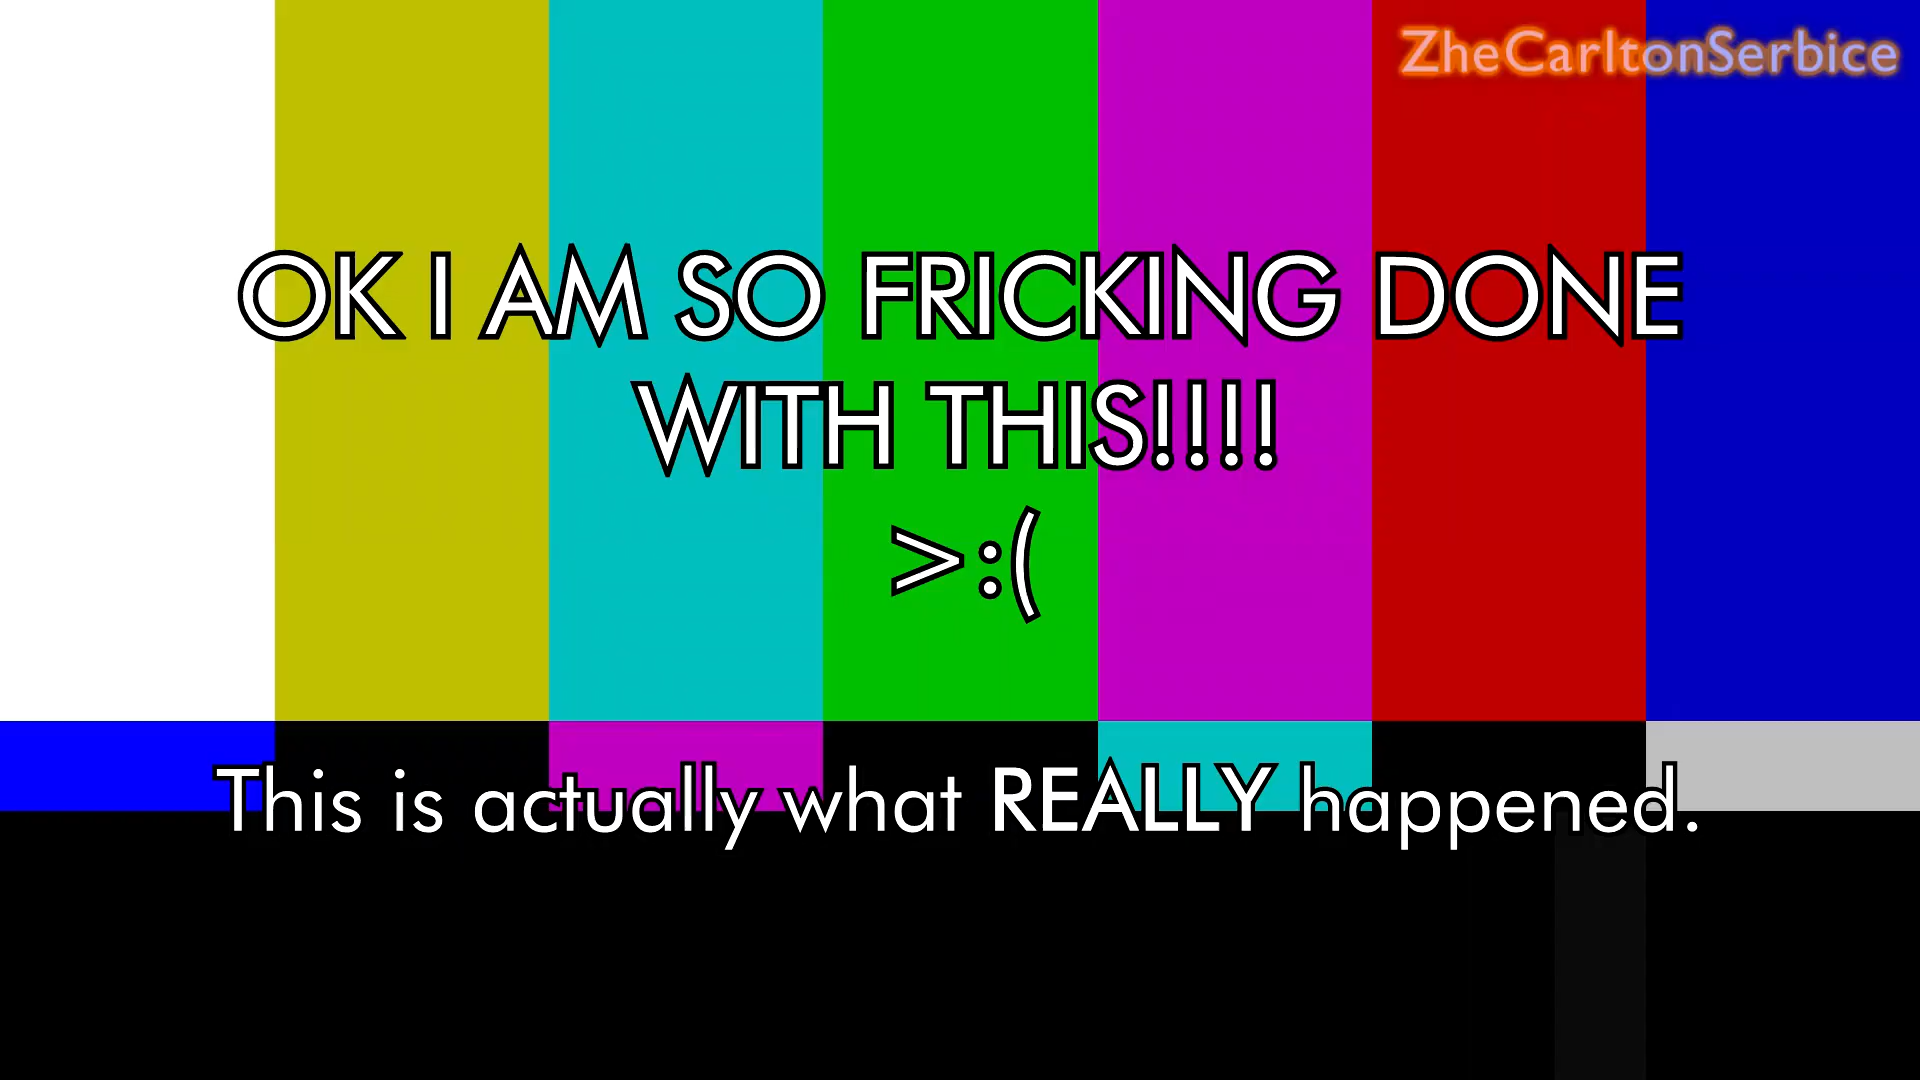 ZheCarltonSerbice
OK I AM SO FRICKING DONE
WITH THIS!!!!
>:(
This is actually what REALLY happened.